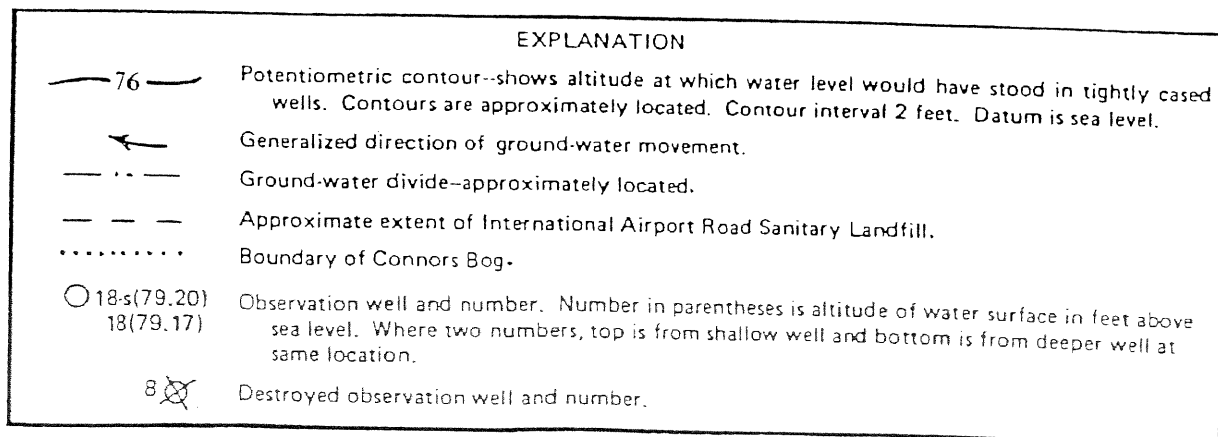 EXPLANATION
76 Potentiometric contour--shows altitude at which water level would have stood in tightly cased
wells. Contours are approximately located. Contour interval 2 feet. Datum is sea level.
Generalized direction of ground-water movement.
Ground-water divide--approximately located.
Approximate extent of International Airport Road Sanitary Landfill.
Boundary of Connors Bog.
18-s(79.20) Observation well and number. Number in parentheses is altitude of water surface in feet above
18(79.17) sea level. Where two numbers, top is from shallow well and bottom is from deeper well at
same location.
8 Destroyed observation well and number.